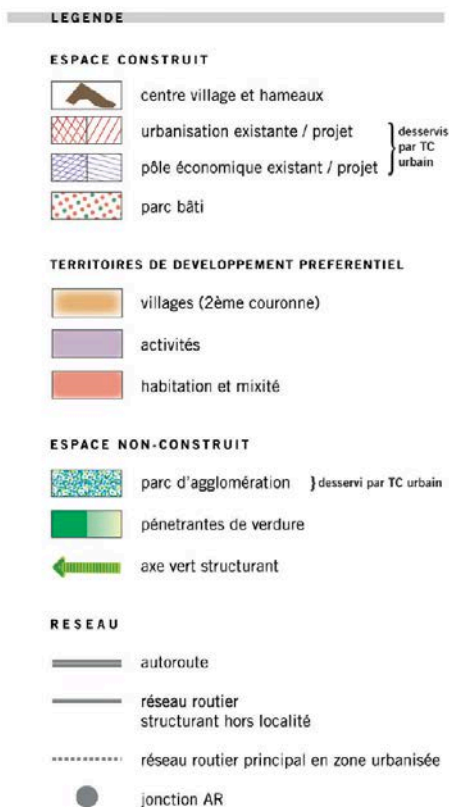 LEGENDE
ESPACE CONSTRUIT
centre village et hameaux
urbanisation existante / projet
pôle économique existant / projet
desservis
par TC
urbain
parc bâti
TERRITOIRES DE DEVELOPPEMENT PREFERENTIEL
villages (2ème couronne)
activités
habitation et mixité
ESPACE NON-CONSTRUIT
parc d'agglomération } desservi par TC urbain
pénetrantes de verdure
axe vert structurant
RESEAU
autoroute
réseau routier
structurant hors localité
réseau routier principal en zone urbanisée
jonction AR